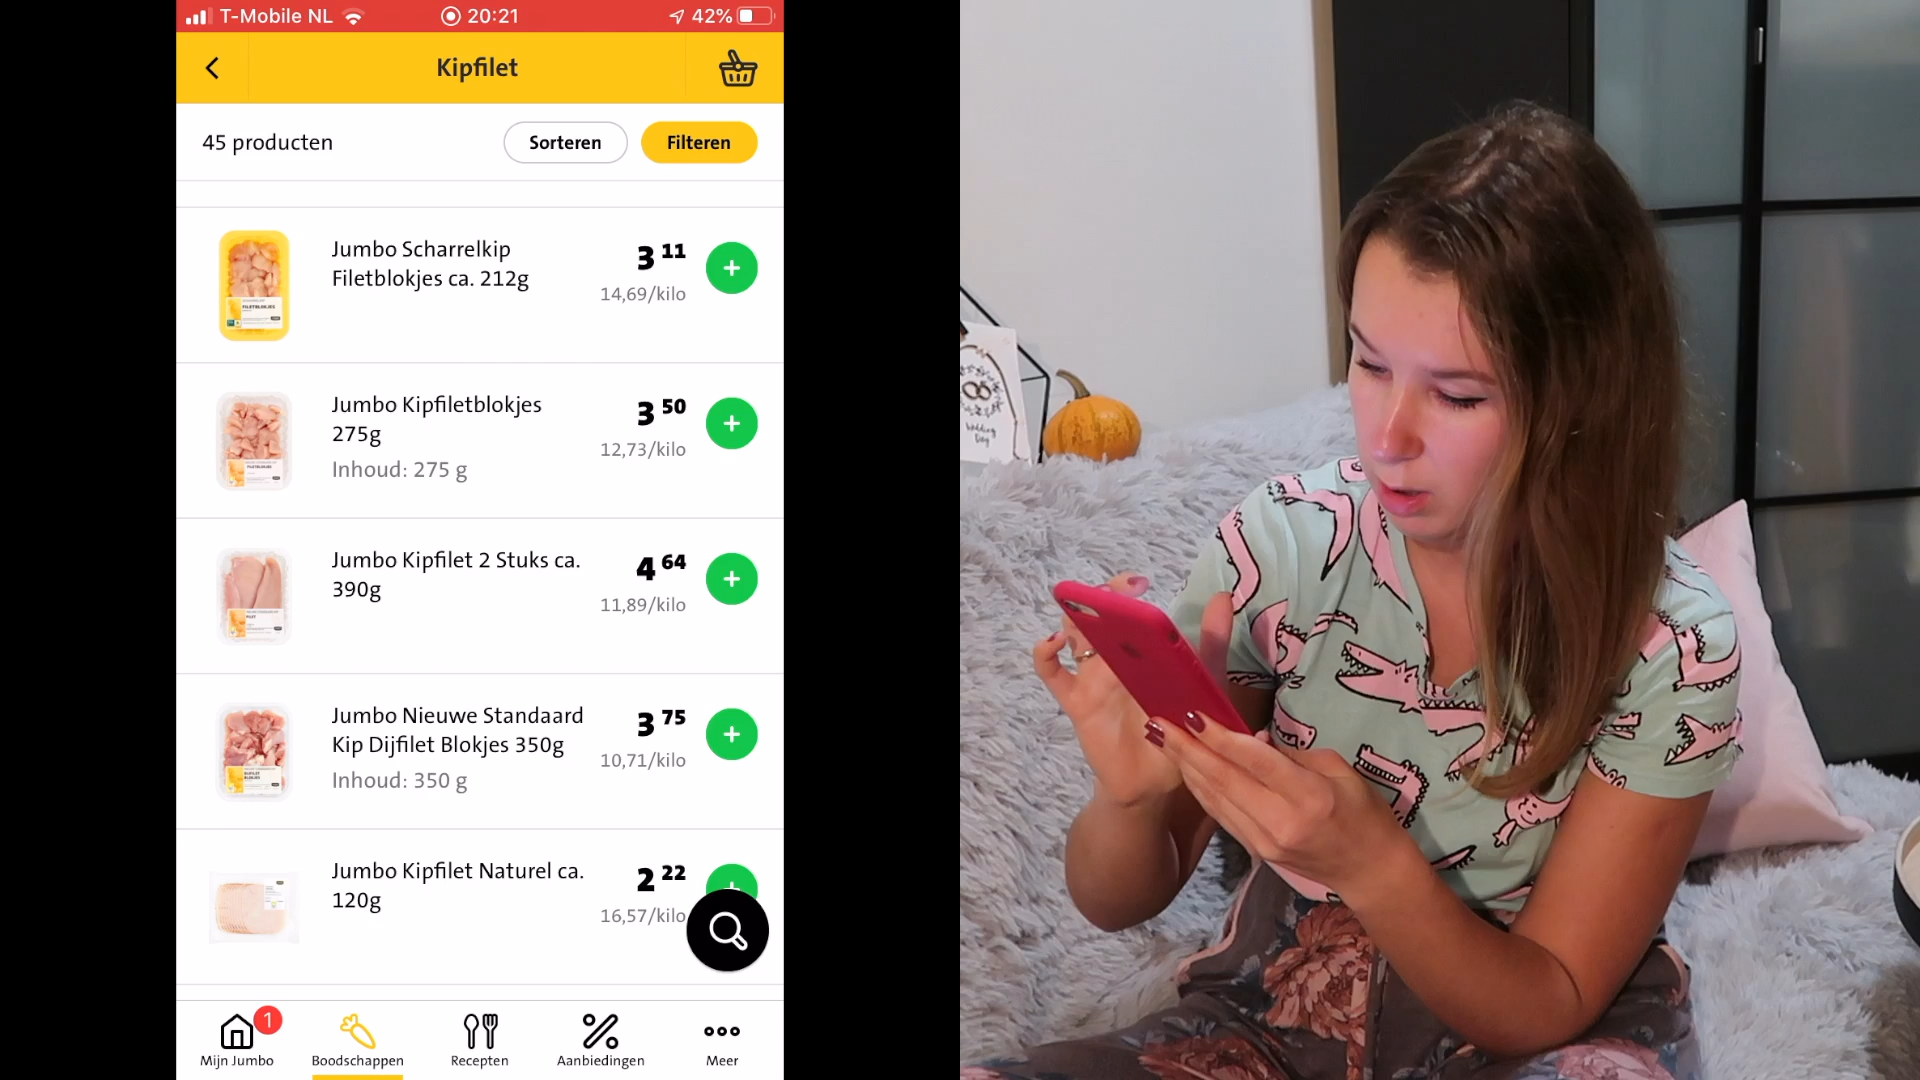 T-Mobile NL
20:21
42%
Kipfilet
45 producten
Sorteren
Filteren
Jumbo Scharrelkip
Filetblokjes ca. 212g
3 11
14,69/kilo
Jumbo Kipfiletblokjes
275g
Inhoud: 275 g
3 50
12,73/kilo
Jumbo Kipfilet 2 Stuks ca.
390g
4 64
11,89/kilo
Jumbo Nieuwe Standaard
Kip Dijfilet Blokjes 350g
Inhoud: 350 g
3 75
10,71/kilo
Jumbo Kipfilet Naturel ca.
120g
2 22
16,57/kilo
1
Mijn Jumbo
Boodschappen
Recepten
Aanbiedingen
Meer
Wedding
Day